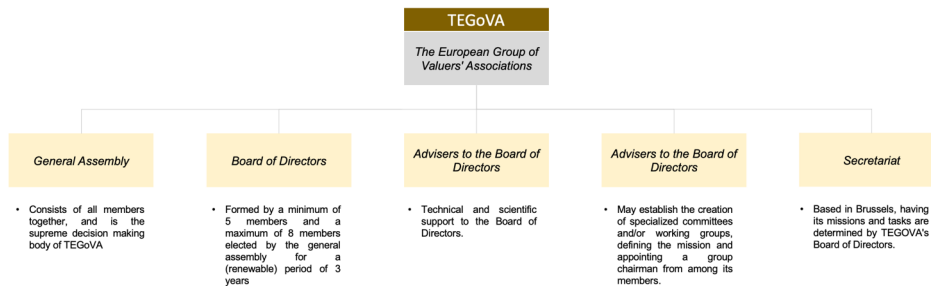 TEGoVA
The European Group of
Valuers' Associations
General Assembly
Board of Directors
Advisers to the Board of
Directors
Advisers to the Board of
Directors
Secretariat
• Consists of all members
together, and is the
supreme decision making
body of TEGoVA
• Formed by a minimum of
5 members and a
maximum of 8 members
elected by the general
assembly for a
(renewable) period of 3
years
• Technical and scientific
support to the Board of
Directors.
• May establish the creation
of specialized committees
and/or working groups,
defining the mission and
appointing a group
chairman from among its
members.
• Based in Brussels, having
its missions and tasks are
determined by TEGOVA's
Board of Directors.